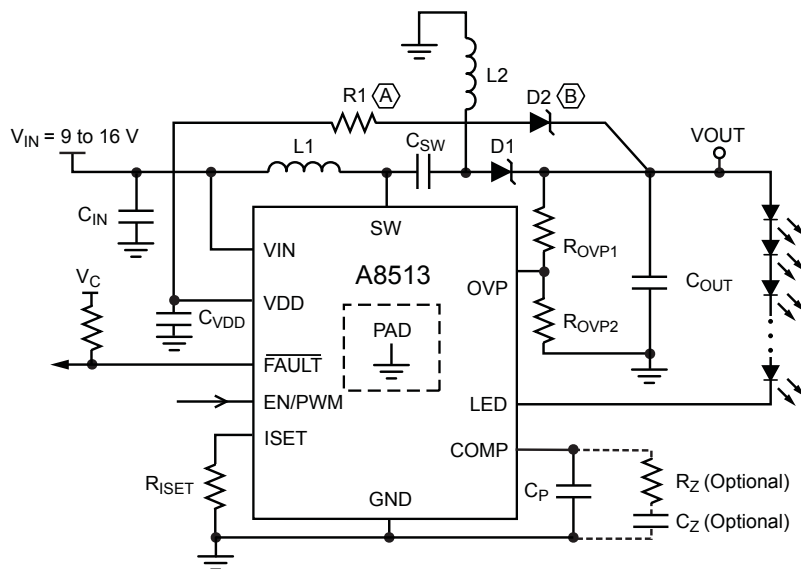 L2
R1 A
D2 B
V_IN = 9 to 16 V
VOUT
L1
C_SW
D1
C_IN
SW
VIN
R_OVP1
A8513
V_C
OVP
C_OUT
VDD
C_VDD
PAD
R_OVP2
FAULT
EN/PWM
LED
ISET
COMP
R_ISET
C_P
R_Z (Optional)
GND
C_Z (Optional)